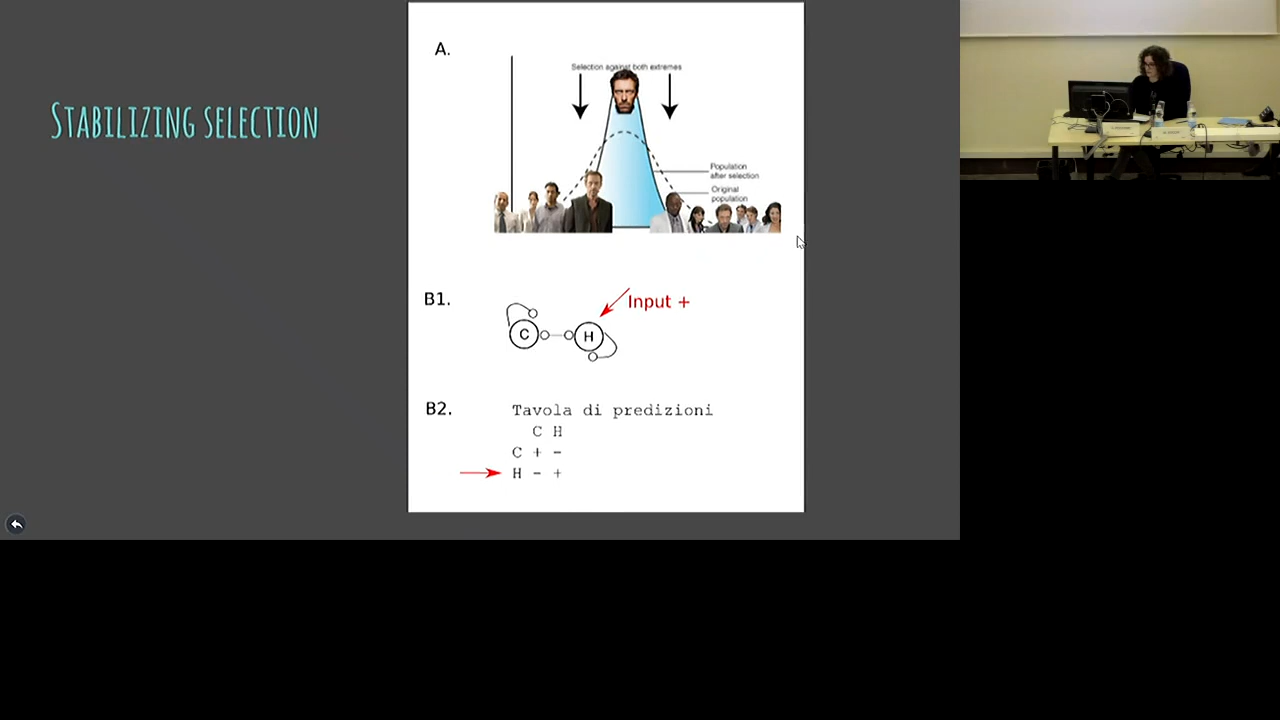 STABILIZING SELECTION
A.
Selection against both extremes
Population
after selection
Original
population
B1.
Input +
C
H
B2.
Tavola di predizioni
C H
C + -
H - +